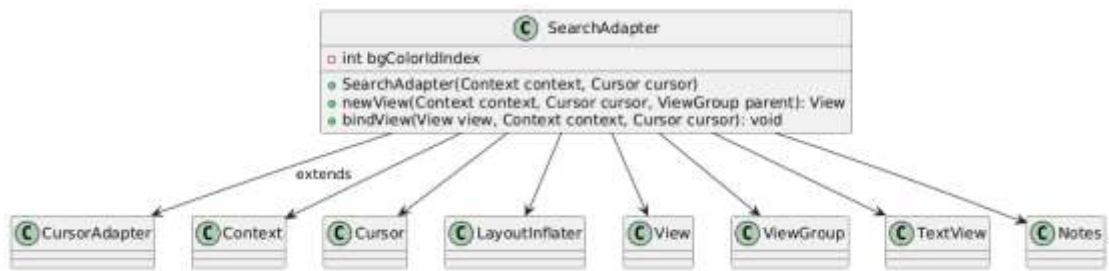 C SearchAdapter
int bgColorIdIndex
SearchAdapter(Context context, Cursor cursor)
newView(Context context, Cursor cursor, ViewGroup parent): View
bindView(View view, Context context, Cursor cursor): void
extends
C CursorAdapter C Context C Cursor C LayoutInflater C View C ViewGroup C TextView C Notes